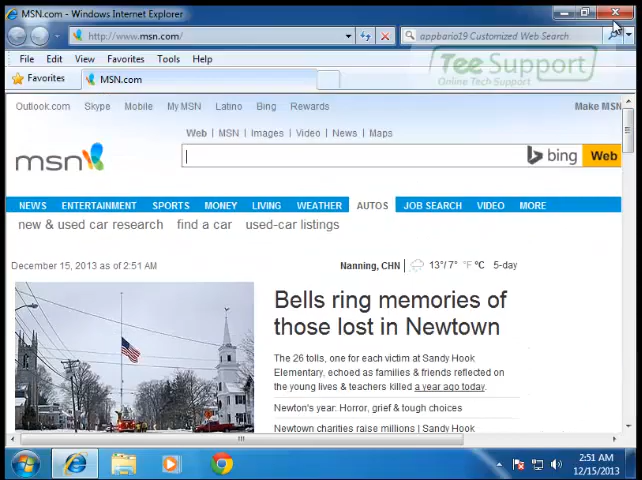 MSN.com - Windows Internet Explorer
http://www.msn.com/
appbario19 Customized Web Search
File Edit View Favorites Tools Help
Tee Support
Online Tech Support
Favorites
MSN.com
Outlook.com Skype Mobile My MSN Latino Bing Rewards Make MSN
Web | MSN | Images | Video | News | Maps
msn
bing
Web
NEWS ENTERTAINMENT SPORTS MONEY LIVING WEATHER AUTOS JOB SEARCH VIDEO MORE
new & used car research find a car used-car listings
December 15, 2013 as of 2:51 AM
Nanning, CHN 13°/7° °F °C 5-day
Bells ring memories of
those lost in Newtown
The 26 tolls, one for each victim at Sandy Hook
Elementary, echoed as families & friends reflected on
the young lives & teachers killed a year ago today.
Newton's year: Horror, grief & tough choices
Newtown charities raise millions | Sandy Hook
2:51 AM
12/15/2013